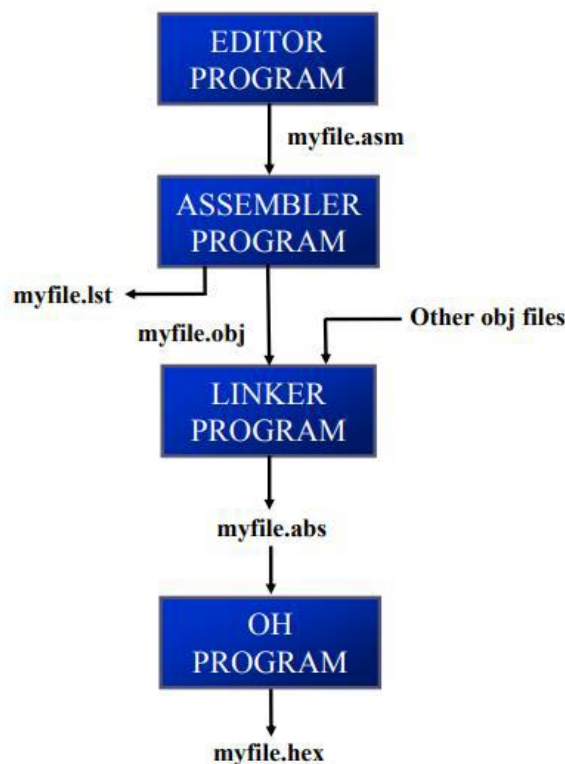 EDITOR
PROGRAM
myfile.asm
ASSEMBLER
PROGRAM
myfile.lst
myfile.obj
Other obj files
LINKER
PROGRAM
myfile.abs
OH
PROGRAM
myfile.hex